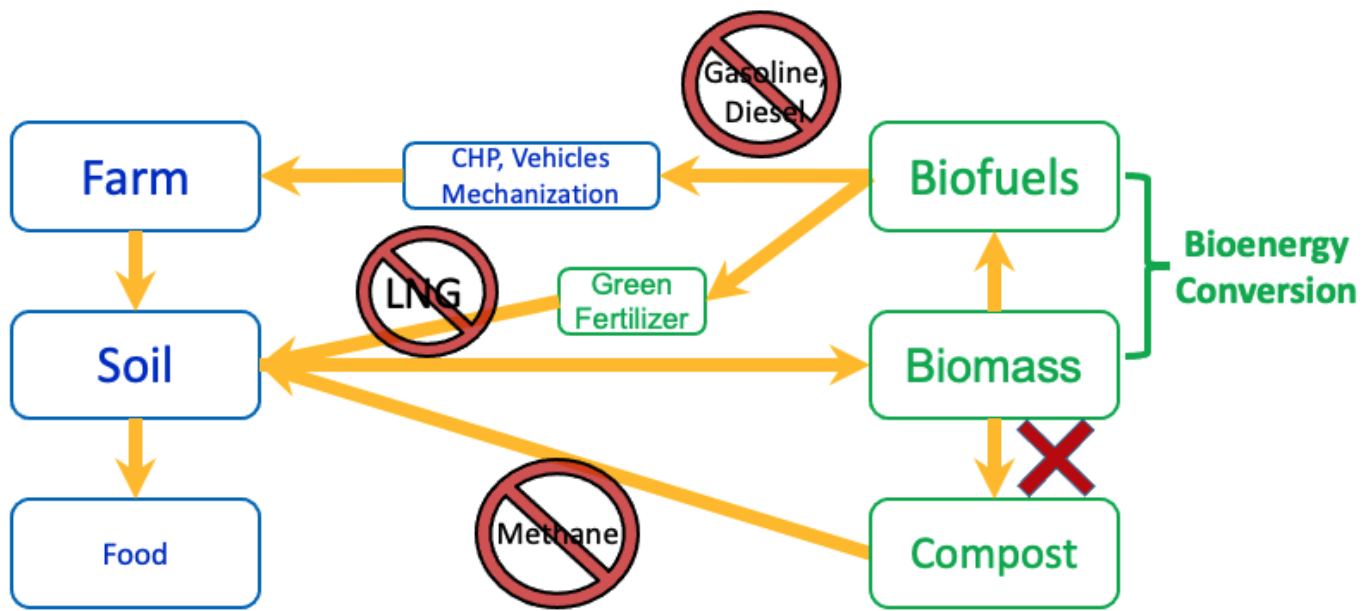 Gasoline,
Diesel
Farm
CHP, Vehicles
Mechanization
Biofuels
Bioenergy
Conversion
LNG
Green
Fertilizer
Soil
Biomass
Methane
Food
Compost